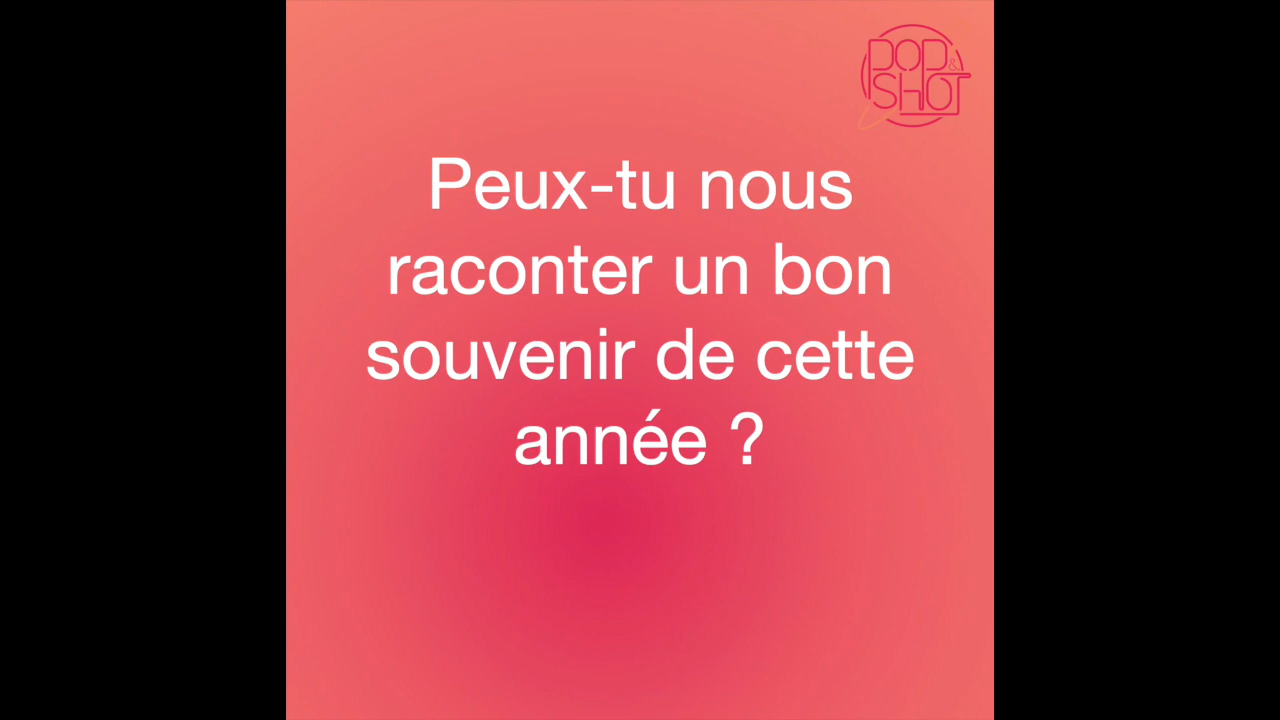 POP &
SHOT
Peux-tu nous
raconter un bon
souvenir de cette
année ?